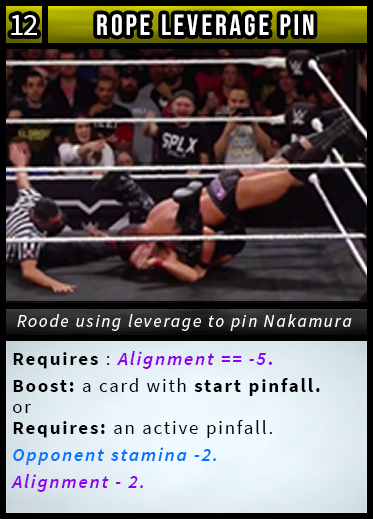 12 ROPE LEVERAGE PIN
W
W
SPLX
Roode using leverage to pin Nakamura
Requires : Alignment == -5.
Boost: a card with start pinfall.
or
Requires: an active pinfall.
Opponent stamina -2.
Alignment - 2.